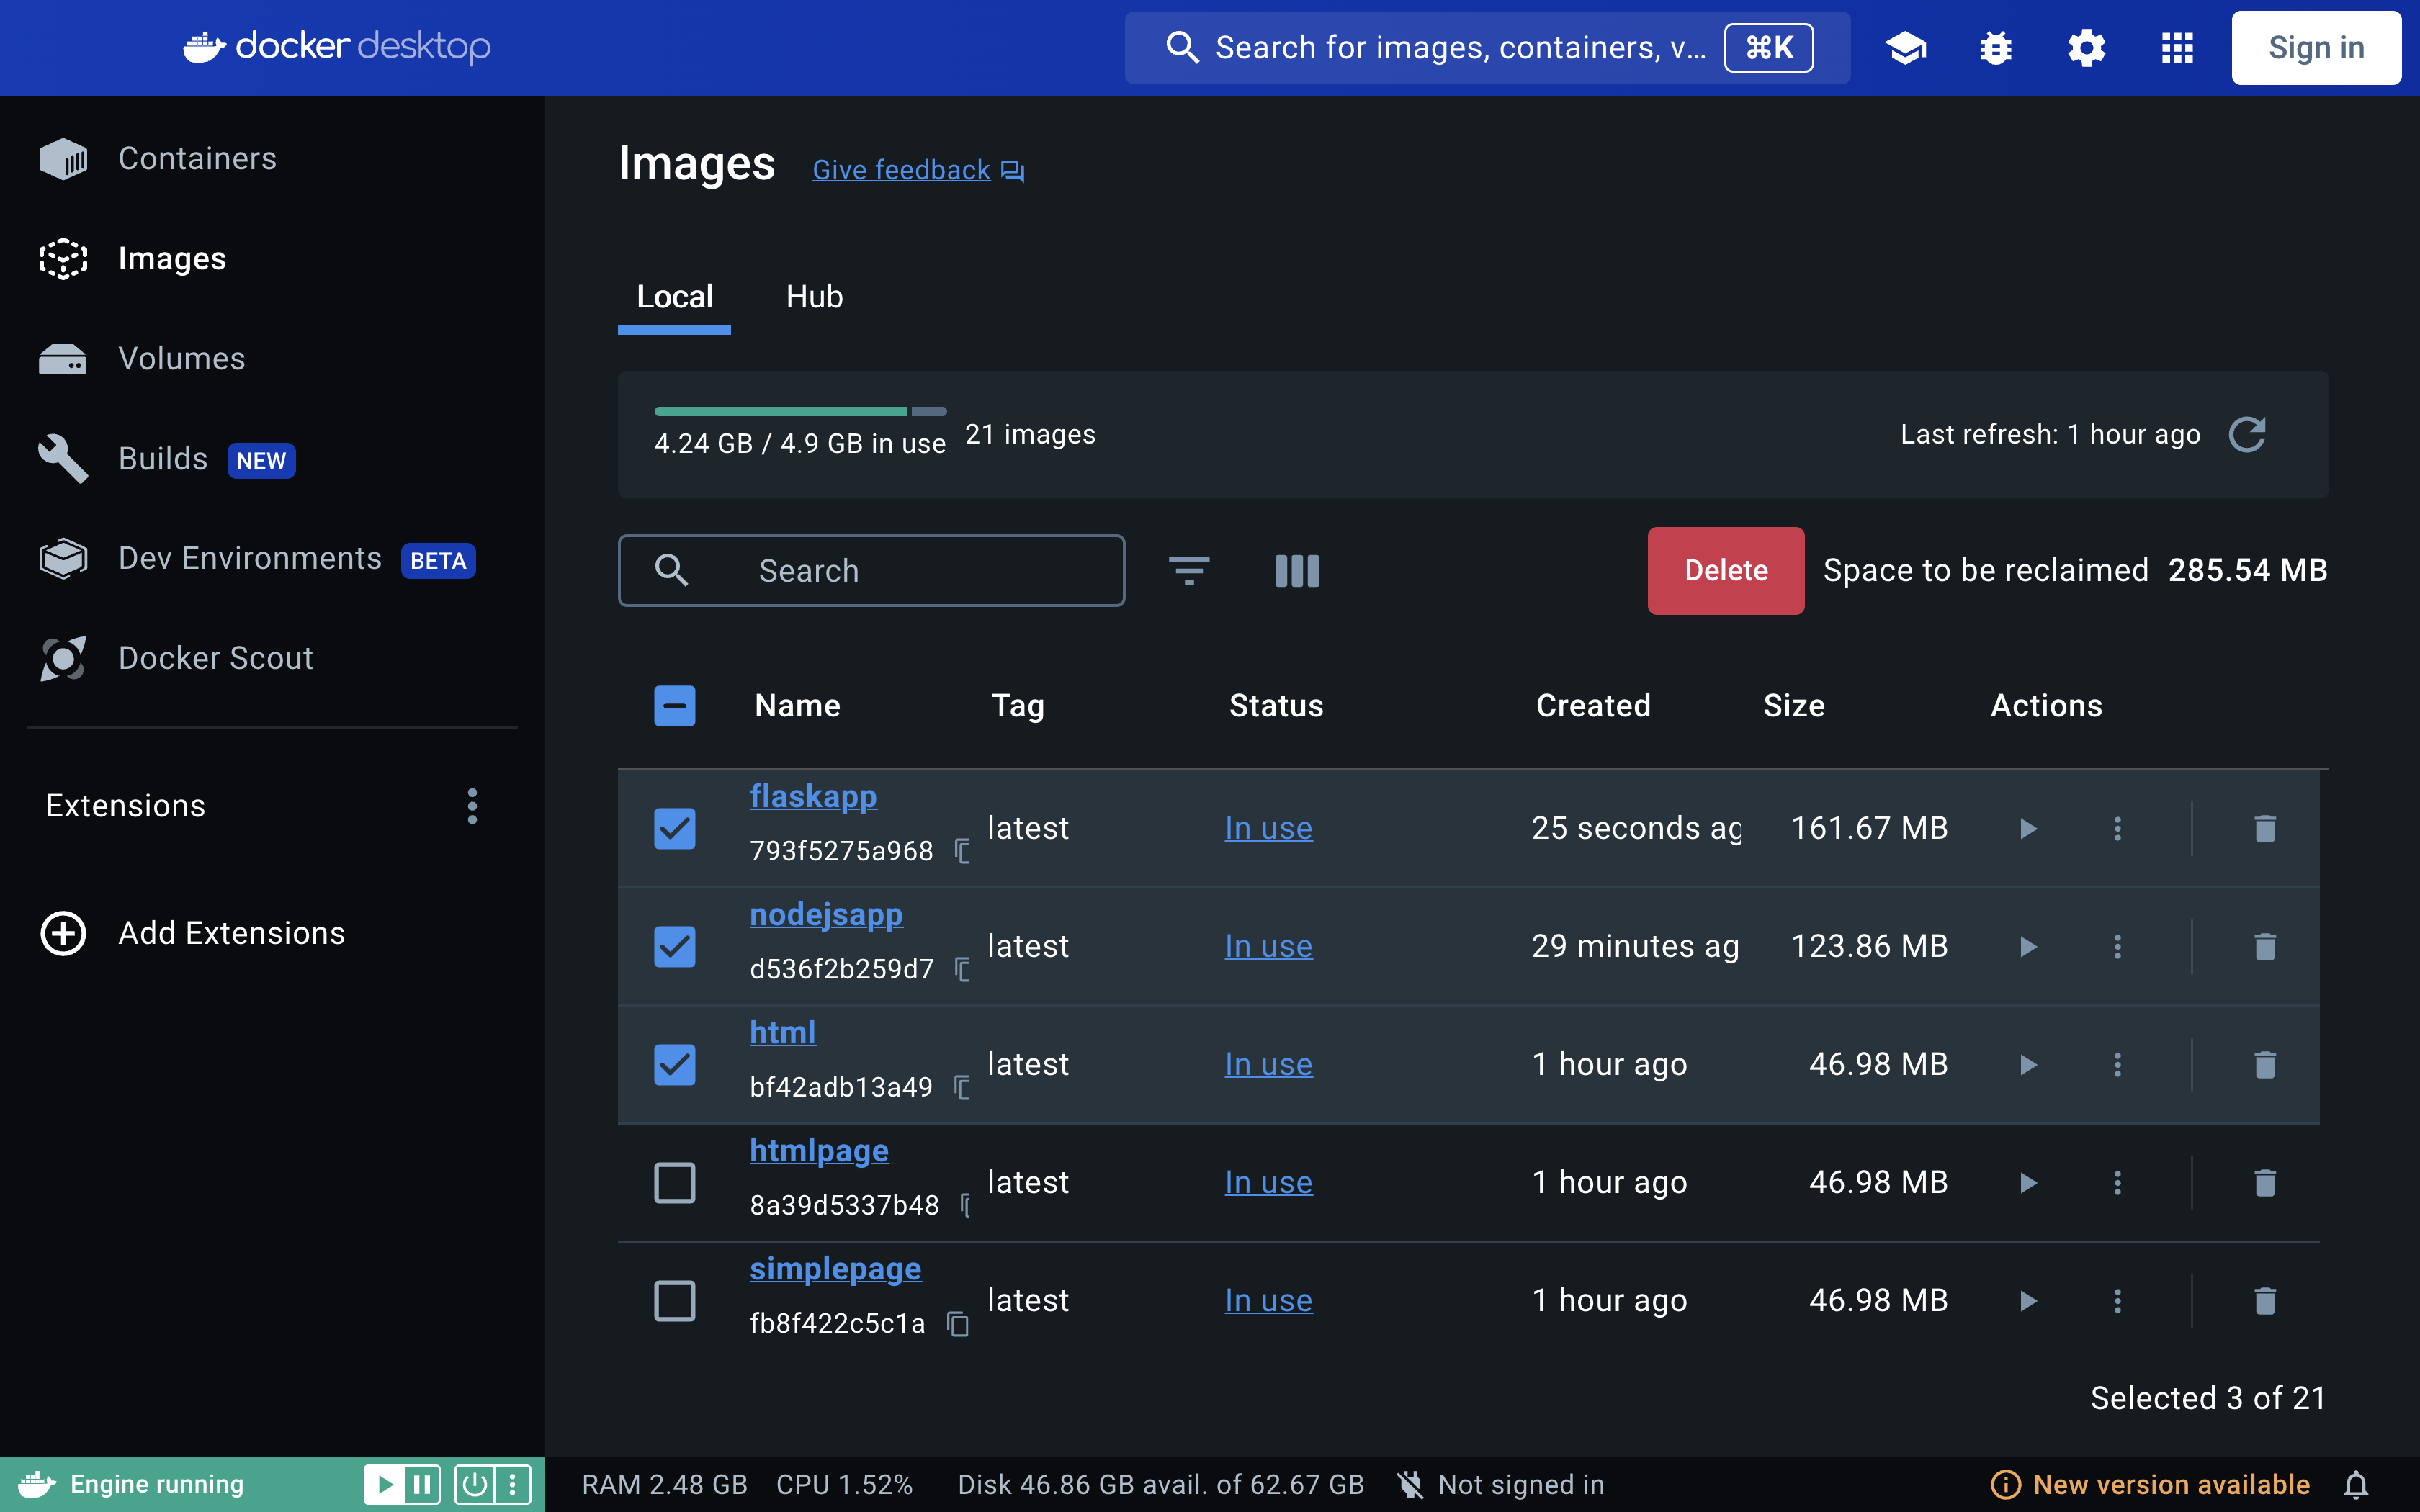 docker desktop
Search for images, containers, v... ⌘K
Sign in
Containers
Images
Volumes
Builds NEW
Dev Environments BETA
Docker Scout
Extensions
Add Extensions
Images Give feedback
Local Hub
4.24 GB / 4.9 GB in use 21 images Last refresh: 1 hour ago
Search Delete Space to be reclaimed 285.54 MB
Name Tag Status Created Size Actions
flaskapp
793f5275a968 latest In use 25 seconds ag 161.67 MB
nodejsapp
d536f2b259d7 latest In use 29 minutes ag 123.86 MB
html
bf42adb13a49 latest In use 1 hour ago 46.98 MB
htmlpage
8a39d5337b48 latest In use 1 hour ago 46.98 MB
simplepage
fb8f422c5c1a latest In use 1 hour ago 46.98 MB
Selected 3 of 21
Engine running RAM 2.48 GB CPU 1.52% Disk 46.86 GB avail. of 62.67 GB Not signed in New version available